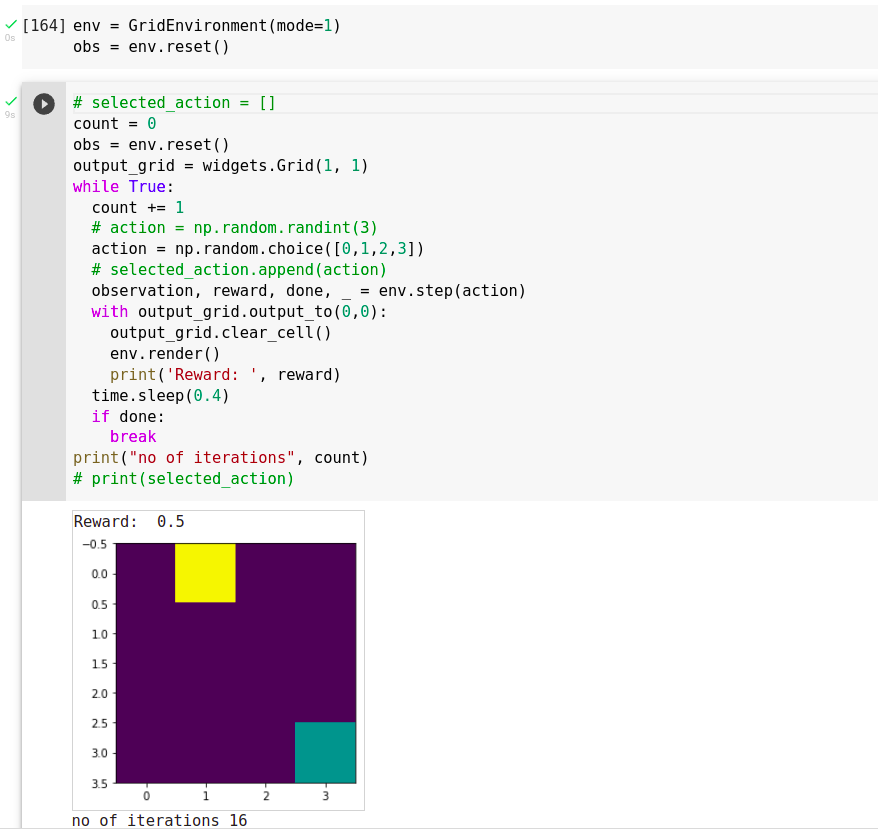 [164] env = GridEnvironment(mode=1)
obs = env.reset()
0s
# selected_action = []
9s
count = 0
obs = env.reset()
output_grid = widgets.Grid(1, 1)
while True:
  count += 1
  # action = np.random.randint(3)
  action = np.random.choice([0,1,2,3])
  # selected_action.append(action)
  observation, reward, done, _ = env.step(action)
  with output_grid.output_to(0,0):
    output_grid.clear_cell()
    env.render()
    print('Reward: ', reward)
  time.sleep(0.4)
  if done:
    break
print("no of iterations", count)
# print(selected_action)
Reward:  0.5
−0.5
0.0
0.5
1.0
1.5
2.0
2.5
3.0
3.5
0 1 2 3
no of iterations 16